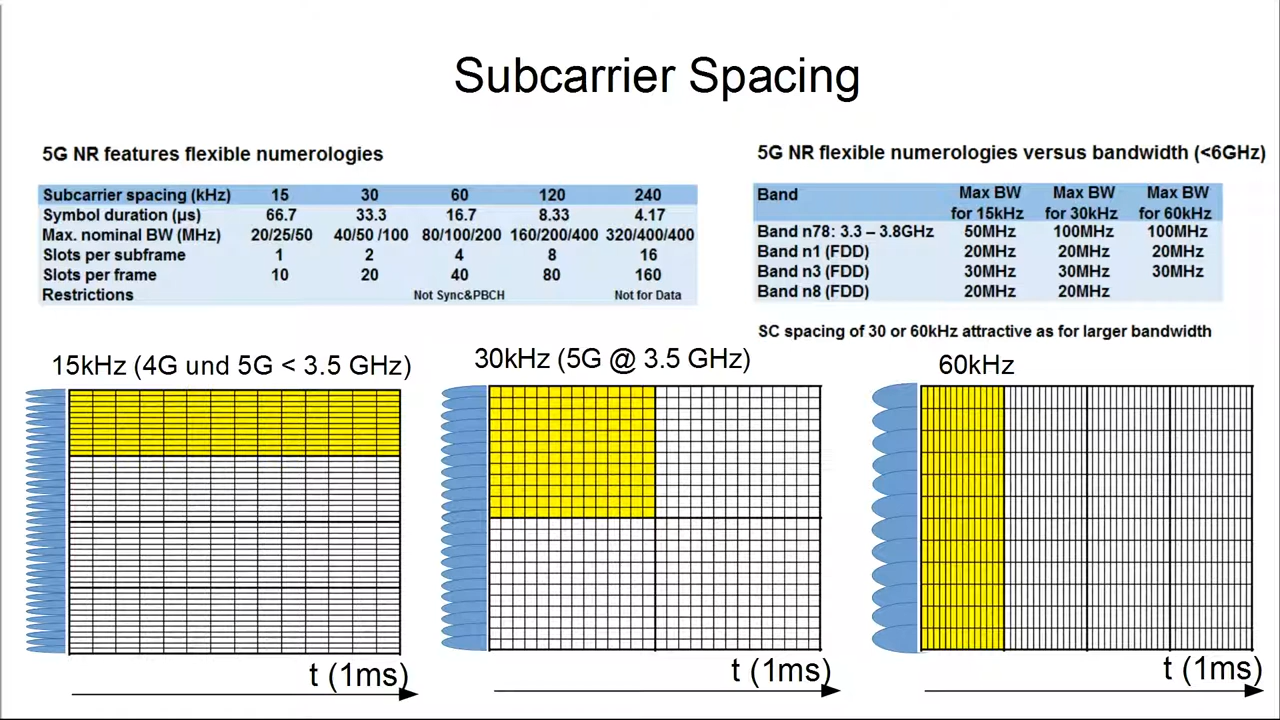 Subcarrier Spacing
5G NR features flexible numerologies
Subcarrier spacing (kHz) 15 30 60 120 240
Symbol duration (µs) 66.7 33.3 16.7 8.33 4.17
Max. nominal BW (MHz) 20/25/50 40/50 /100 80/100/200 160/200/400 320/400/400
Slots per subframe 1 2 4 8 16
Slots per frame 10 20 40 80 160
Restrictions Not Sync&PBCH Not for Data
5G NR flexible numerologies versus bandwidth (<6GHz)
Band Max BW Max BW Max BW
for 15kHz for 30kHz for 60kHz
Band n78: 3.3 – 3.8GHz 50MHz 100MHz 100MHz
Band n1 (FDD) 20MHz 20MHz 20MHz
Band n3 (FDD) 30MHz 30MHz 30MHz
Band n8 (FDD) 20MHz 20MHz
SC spacing of 30 or 60kHz attractive as for larger bandwidth
15kHz (4G und 5G < 3.5 GHz)
30kHz (5G @ 3.5 GHz)
60kHz
t (1ms)
t (1ms)
t (1ms)